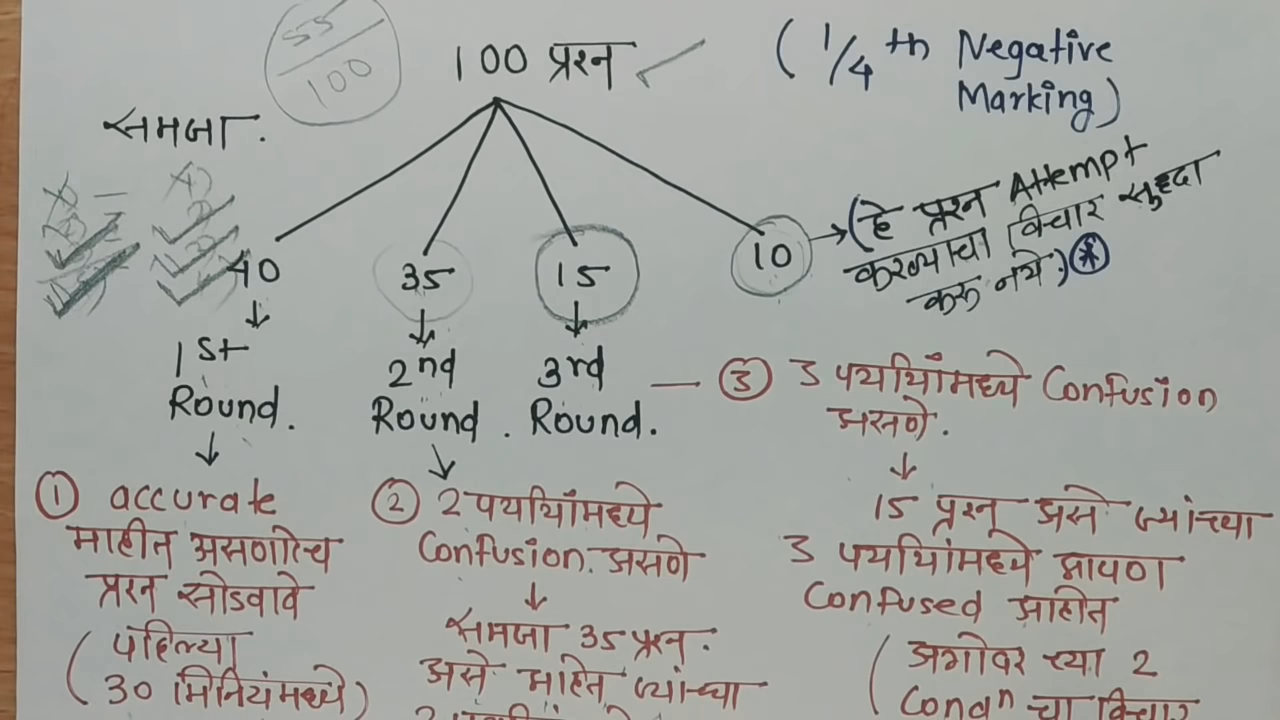 55
100
100 प्रश्न
(1/4th Negative
Marking)
समजा.
40
35
15
10
(हे प्रश्न Attempt
करण्याचा विचार सुद्धा
करू नये.)
1st
Round.
2nd
Round.
3rd
Round.
③ 3 पर्यायांमध्ये Confusion
असणे.
① accurate
माहीत असणारेच
प्रश्न सोडवावे
(पहिल्या
30 मिनिटांमध्ये)
② 2 पर्यायांमध्ये
Confusion. असणे
समजा 35 प्रश्न.
असे आहेत ज्यांच्या
15 प्रश्न असे ज्यांच्या
3 पर्यायांमध्ये आपण
Confused आहोत
(अगोदर च्या 2
Condn चा विचार